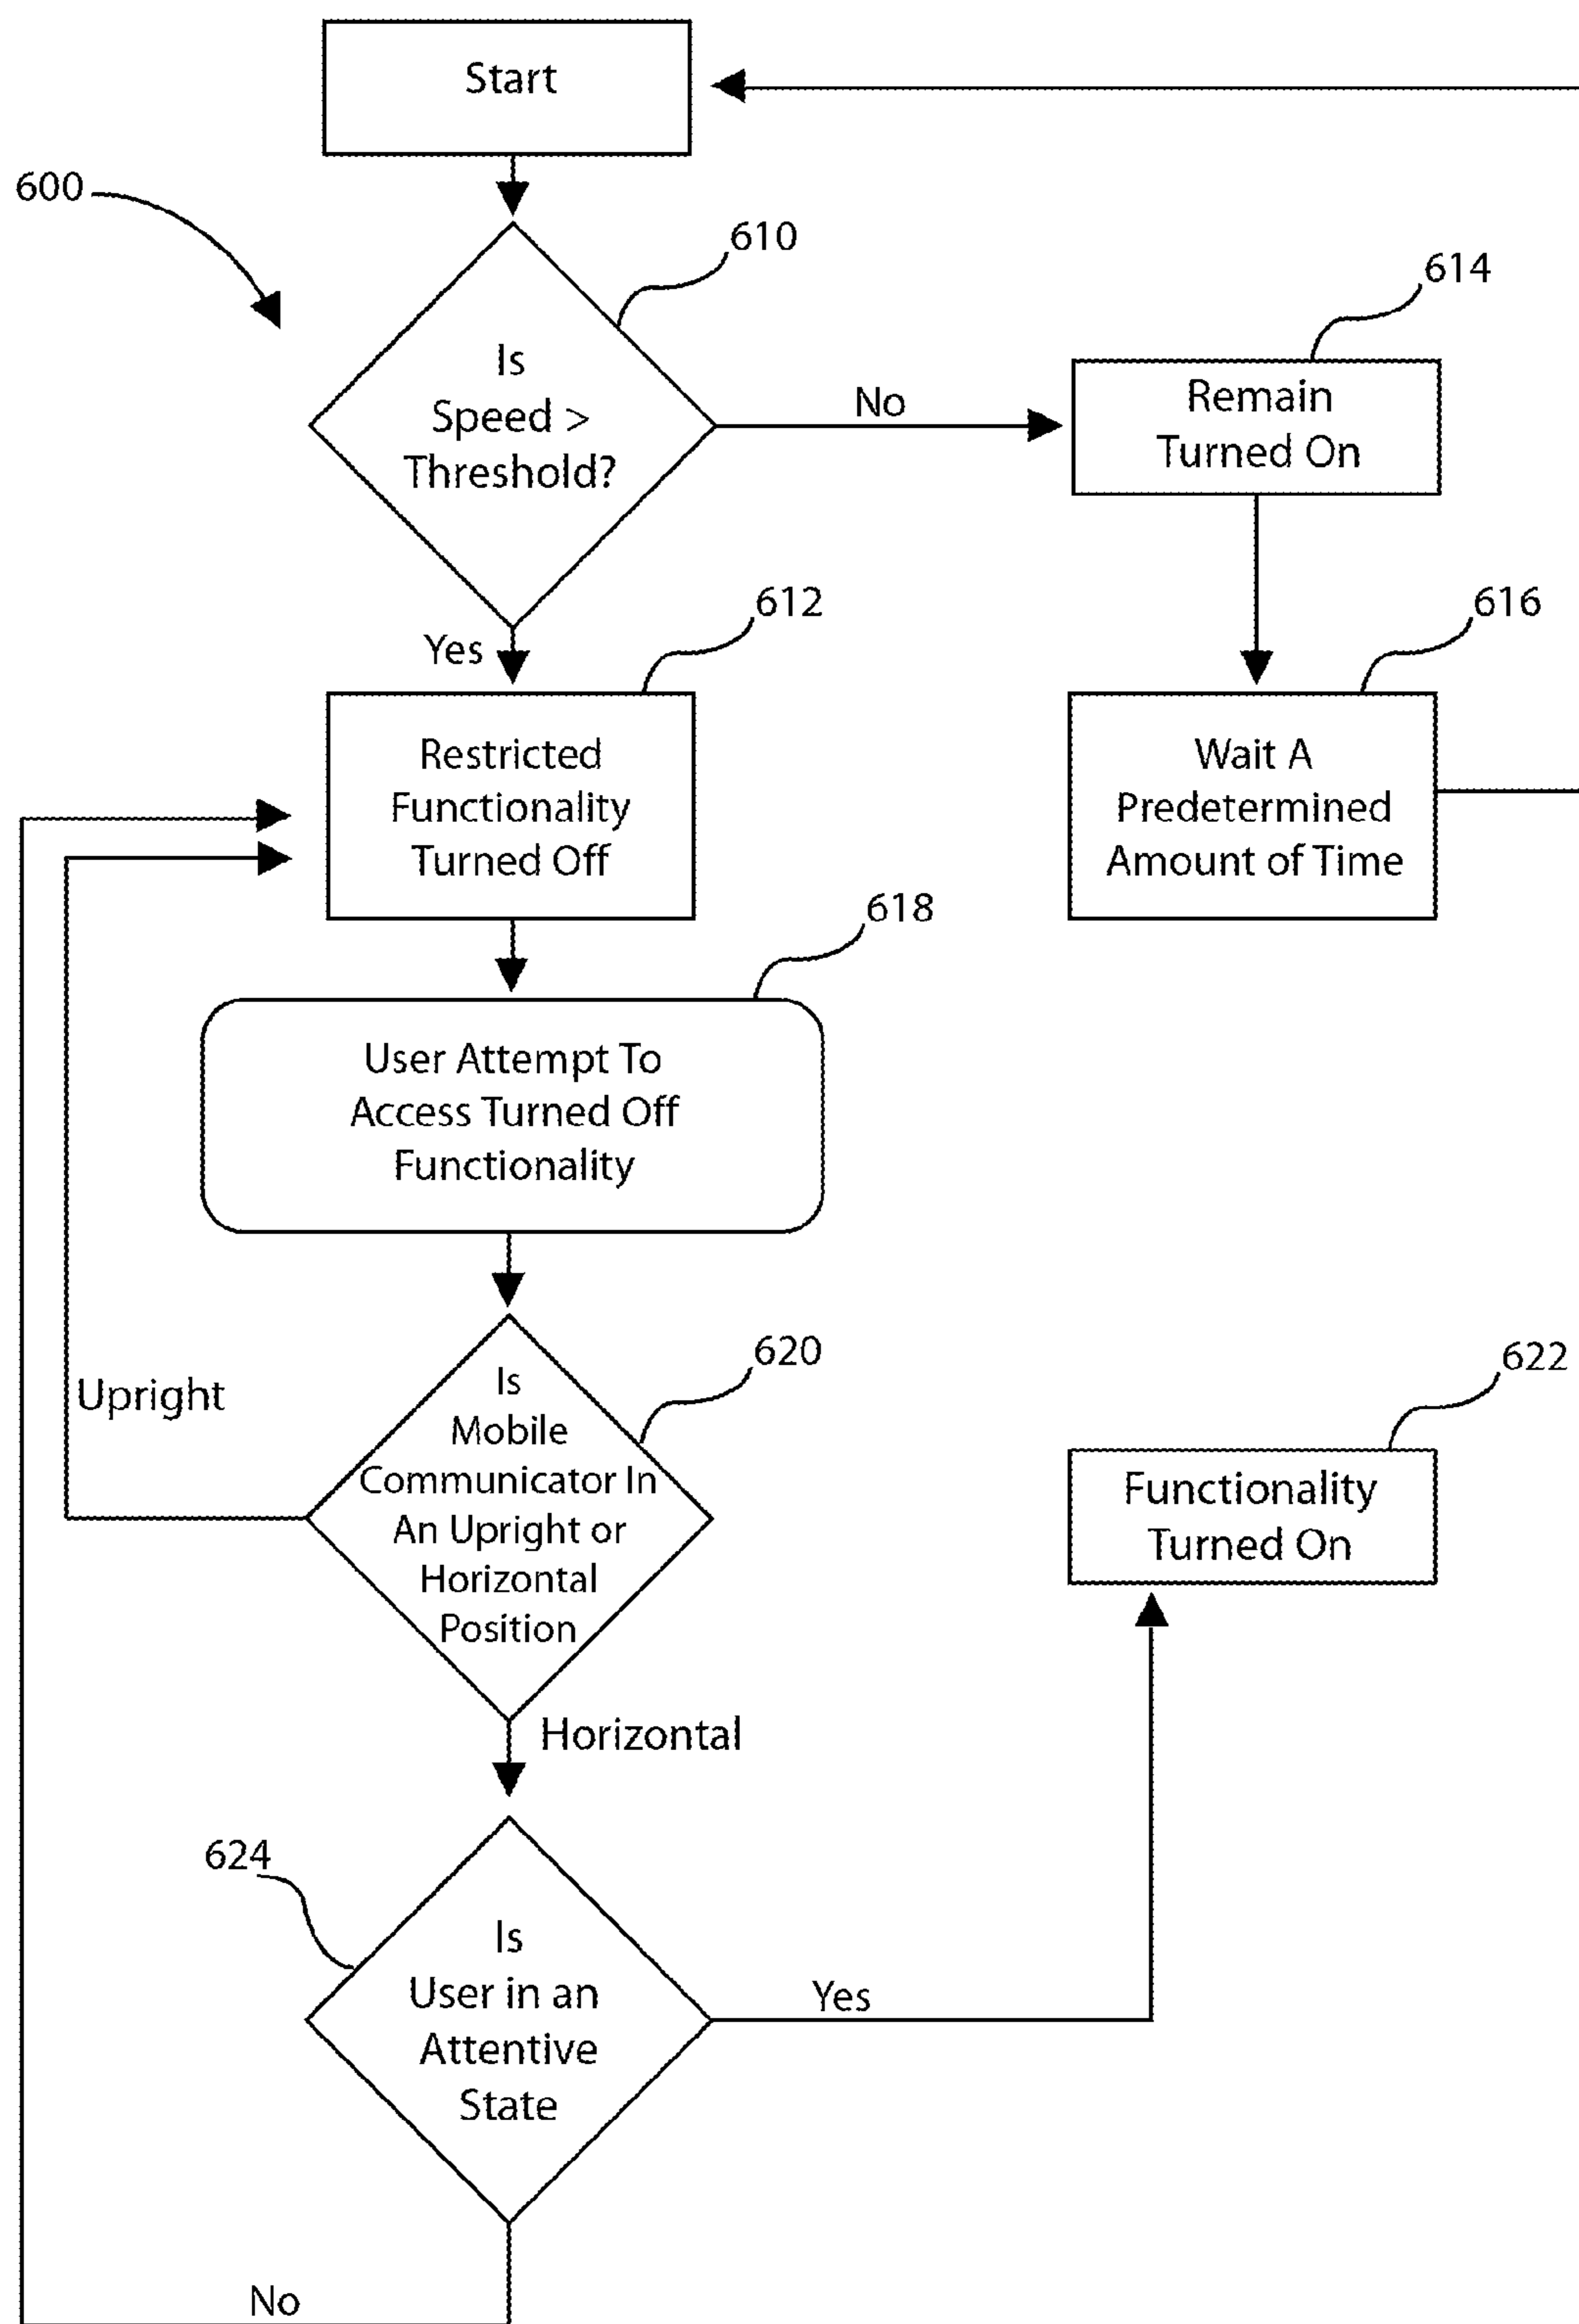 Start
600
610
Is
Speed >
Threshold?
No
614
Remain
Turned On
Yes
612
Restricted
Functionality
Turned Off
616
Wait A
Predetermined
Amount of Time
618
User Attempt To
Access Turned Off
Functionality
620
Is
Mobile
Communicator In
An Upright or
Horizontal
Position
Upright
622
Functionality
Turned On
Horizontal
624
Is
User in an
Attentive
State
Yes
No